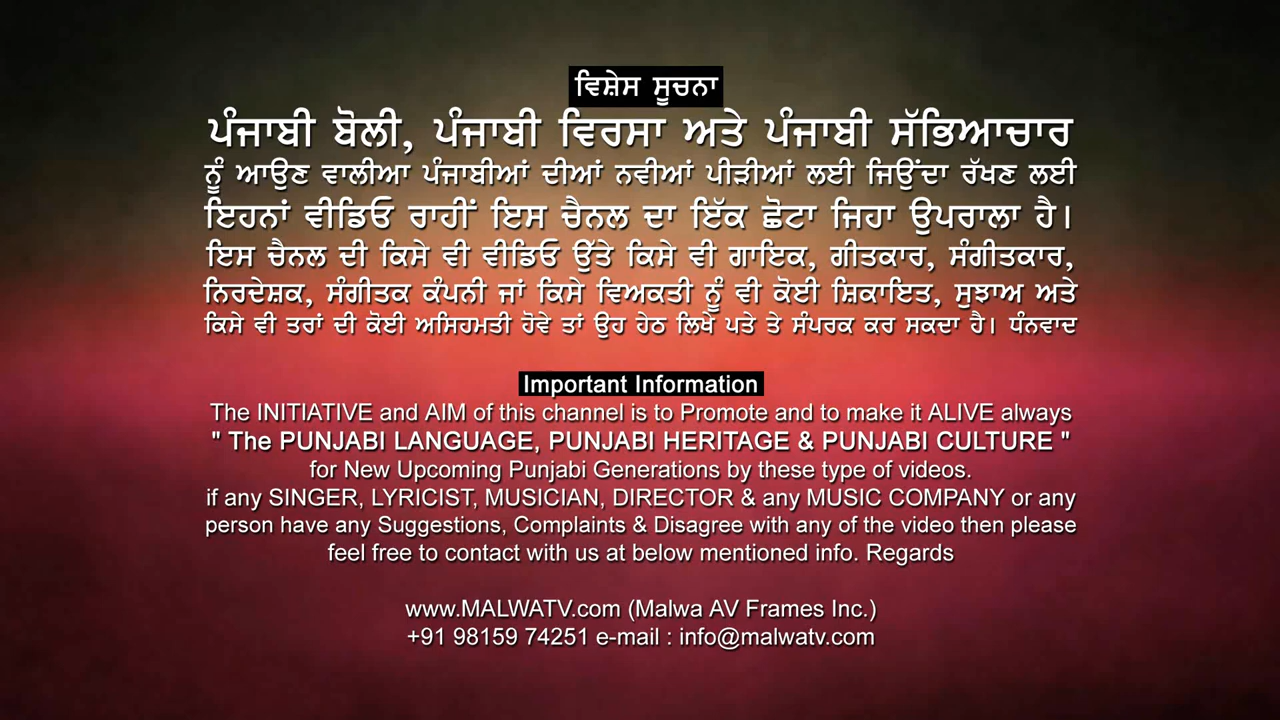 ਵਿਸ਼ੇਸ ਸੂਚਨਾ
ਪੰਜਾਬੀ ਬੋਲੀ, ਪੰਜਾਬੀ ਵਿਰਸਾ ਅਤੇ ਪੰਜਾਬੀ ਸੱਭਿਆਚਾਰ
ਨੂੰ ਆਉਣ ਵਾਲੀਆ ਪੰਜਾਬੀਆਂ ਦੀਆਂ ਨਵੀਆਂ ਪੀੜੀਆਂ ਲਈ ਜਿਉਂਦਾ ਰੱਖਣ ਲਈ
ਇਹਨਾਂ ਵੀਡਿਓ ਰਾਹੀਂ ਇਸ ਚੈਨਲ ਦਾ ਇੱਕ ਛੋਟਾ ਜਿਹਾ ਉਪਰਾਲਾ ਹੈ।
ਇਸ ਚੈਨਲ ਦੀ ਕਿਸੇ ਵੀ ਵੀਡਿਓ ਉੱਤੇ ਕਿਸੇ ਵੀ ਗਾਇਕ, ਗੀਤਕਾਰ, ਸੰਗੀਤਕਾਰ,
ਨਿਰਦੇਸ਼ਕ, ਸੰਗੀਤਕ ਕੰਪਨੀ ਜਾਂ ਕਿਸੇ ਵਿਅਕਤੀ ਨੂੰ ਵੀ ਕੋਈ ਸ਼ਿਕਾਇਤ, ਸੁਝਾਅ ਅਤੇ
ਕਿਸੇ ਵੀ ਤਰਾਂ ਦੀ ਕੋਈ ਅਸਿਹਮਤੀ ਹੋਵੇ ਤਾਂ ਉਹ ਹੇਠ ਲਿਖੇ ਪਤੇ ਤੇ ਸੰਪਰਕ ਕਰ ਸਕਦਾ ਹੈ। ਧੰਨਵਾਦ
Important Information
The INITIATIVE and AIM of this channel is to Promote and to make it ALIVE always
" The PUNJABI LANGUAGE, PUNJABI HERITAGE & PUNJABI CULTURE "
for New Upcoming Punjabi Generations by these type of videos.
if any SINGER, LYRICIST, MUSICIAN, DIRECTOR & any MUSIC COMPANY or any
person have any Suggestions, Complaints & Disagree with any of the video then please
feel free to contact with us at below mentioned info. Regards
www.MALWATV.com (Malwa AV Frames Inc.)
+91 98159 74251 e-mail : info@malwatv.com